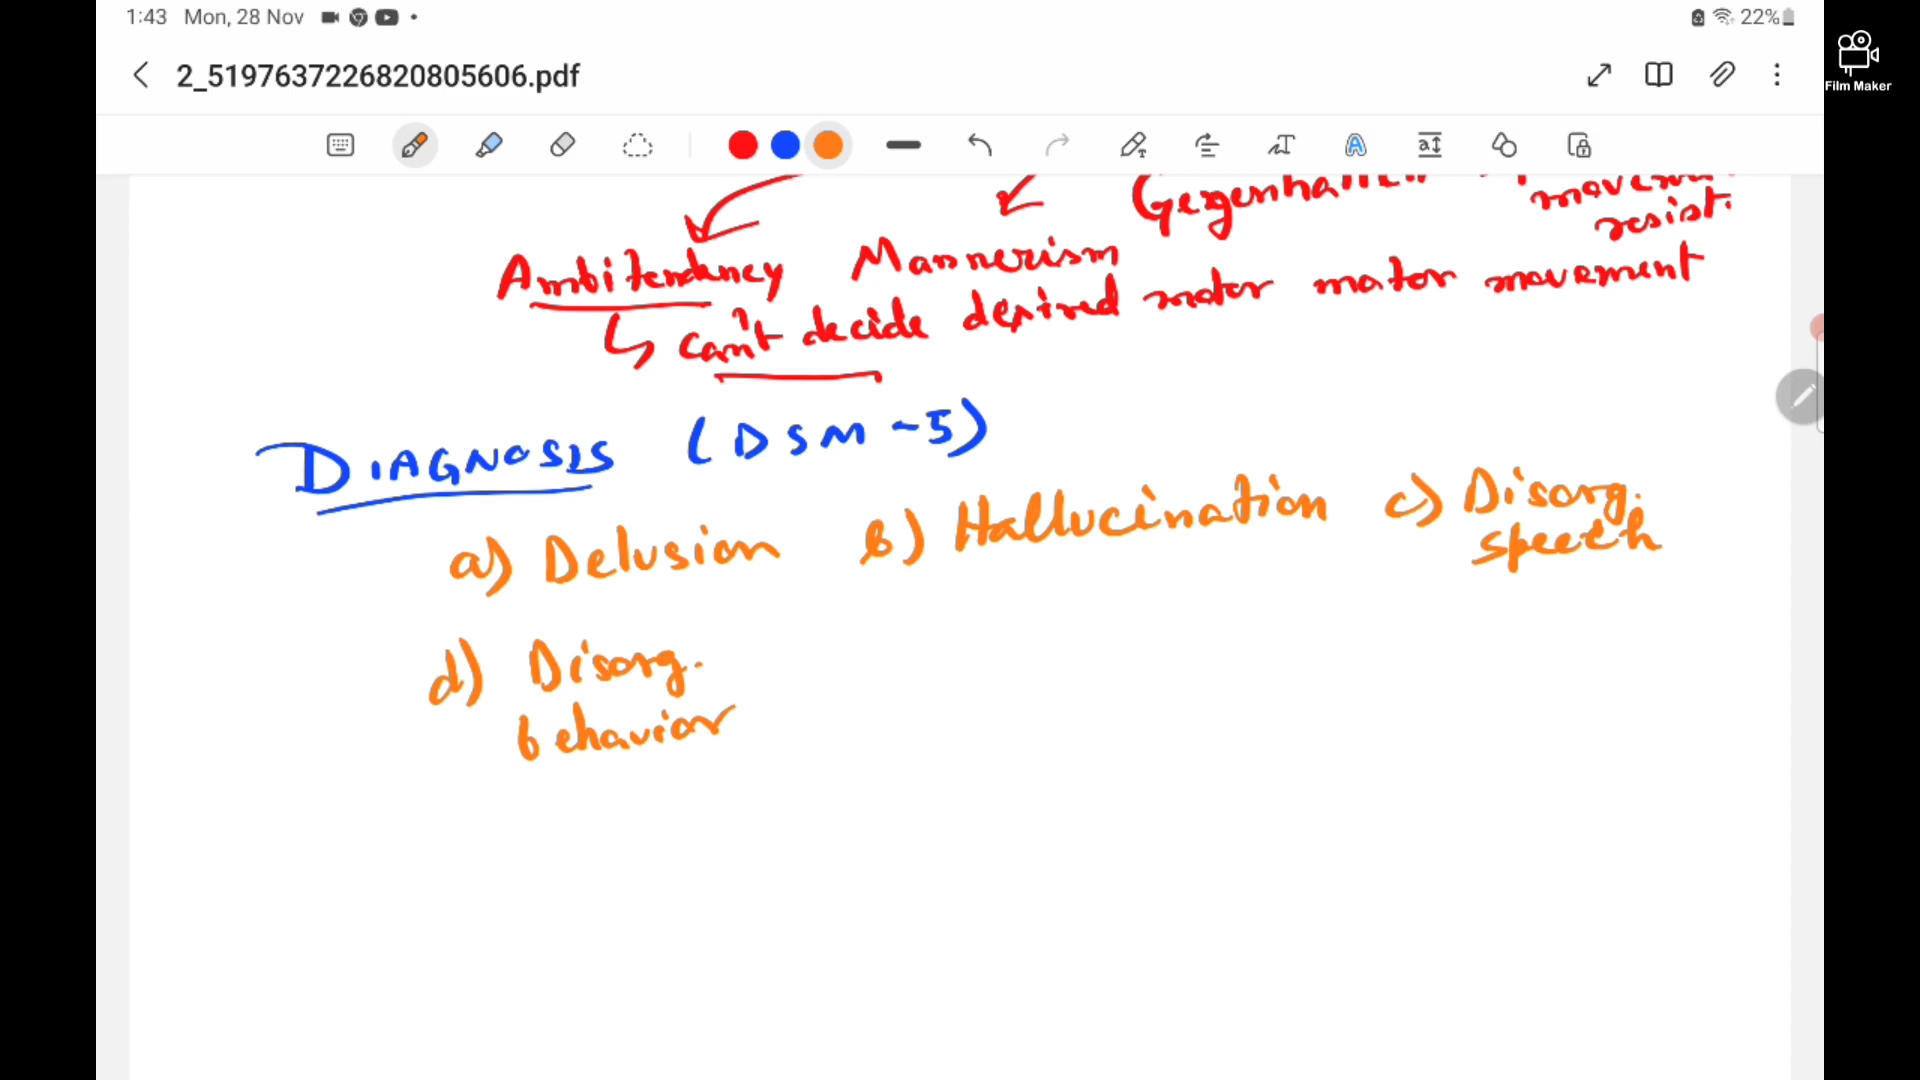 1:43 Mon, 28 Nov
22%
Film Maker
2_5197637226820805606.pdf
Gegenhalten
movement
resist.
Ambitendency Mannerism
can't decide desired motor motor movement
DIAGNOSIS (DSM-5)
a) Delusion b) Hallucination c) Disorg.
speech
d) Disorg.
behavior